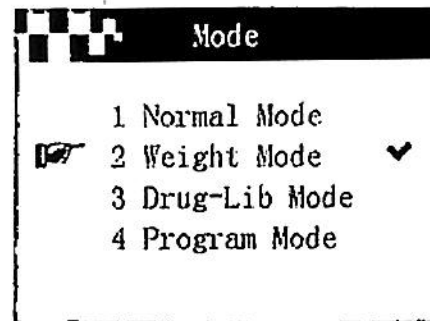 Mode
1 Normal Mode
2 Weight Mode
3 Drug-Lib Mode
4 Program Mode